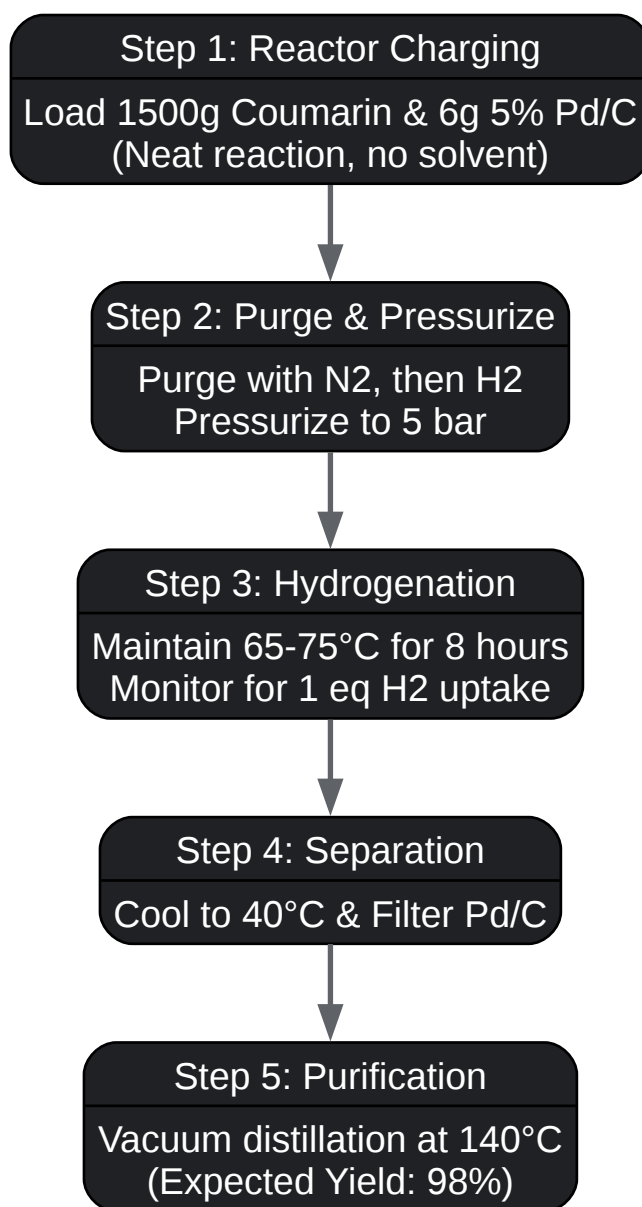 Step 1: Reactor Charging
Load 1500g Coumarin & 6g 5% Pd/C
(Neat reaction, no solvent)
Step 2: Purge & Pressurize
Purge with N2, then H2
Pressurize to 5 bar
Step 3: Hydrogenation
Maintain 65-75°C for 8 hours
Monitor for 1 eq H2 uptake
Step 4: Separation
Cool to 40°C & Filter Pd/C
Step 5: Purification
Vacuum distillation at 140°C
(Expected Yield: 98%)